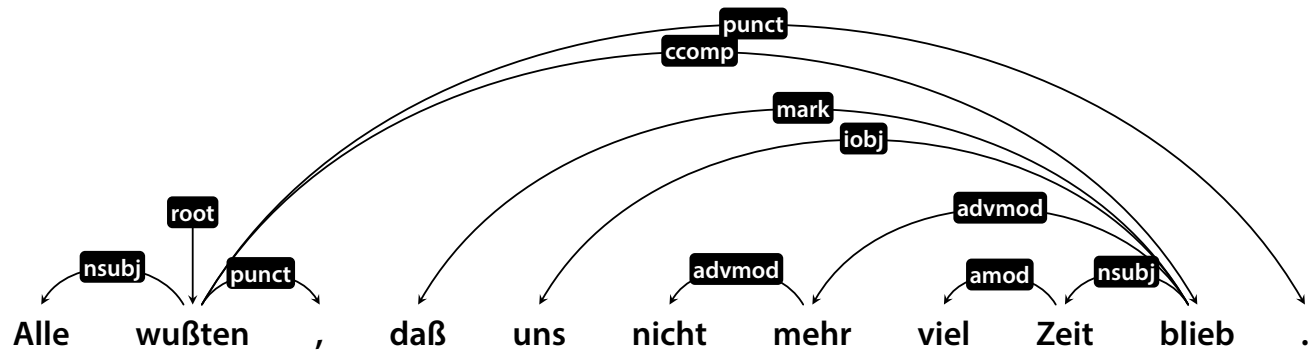 punct
ccomp
mark
iobj
root
advmod
nsubj
punct
advmod
amod
nsubj
Alle wußten , daß uns nicht mehr viel Zeit blieb .